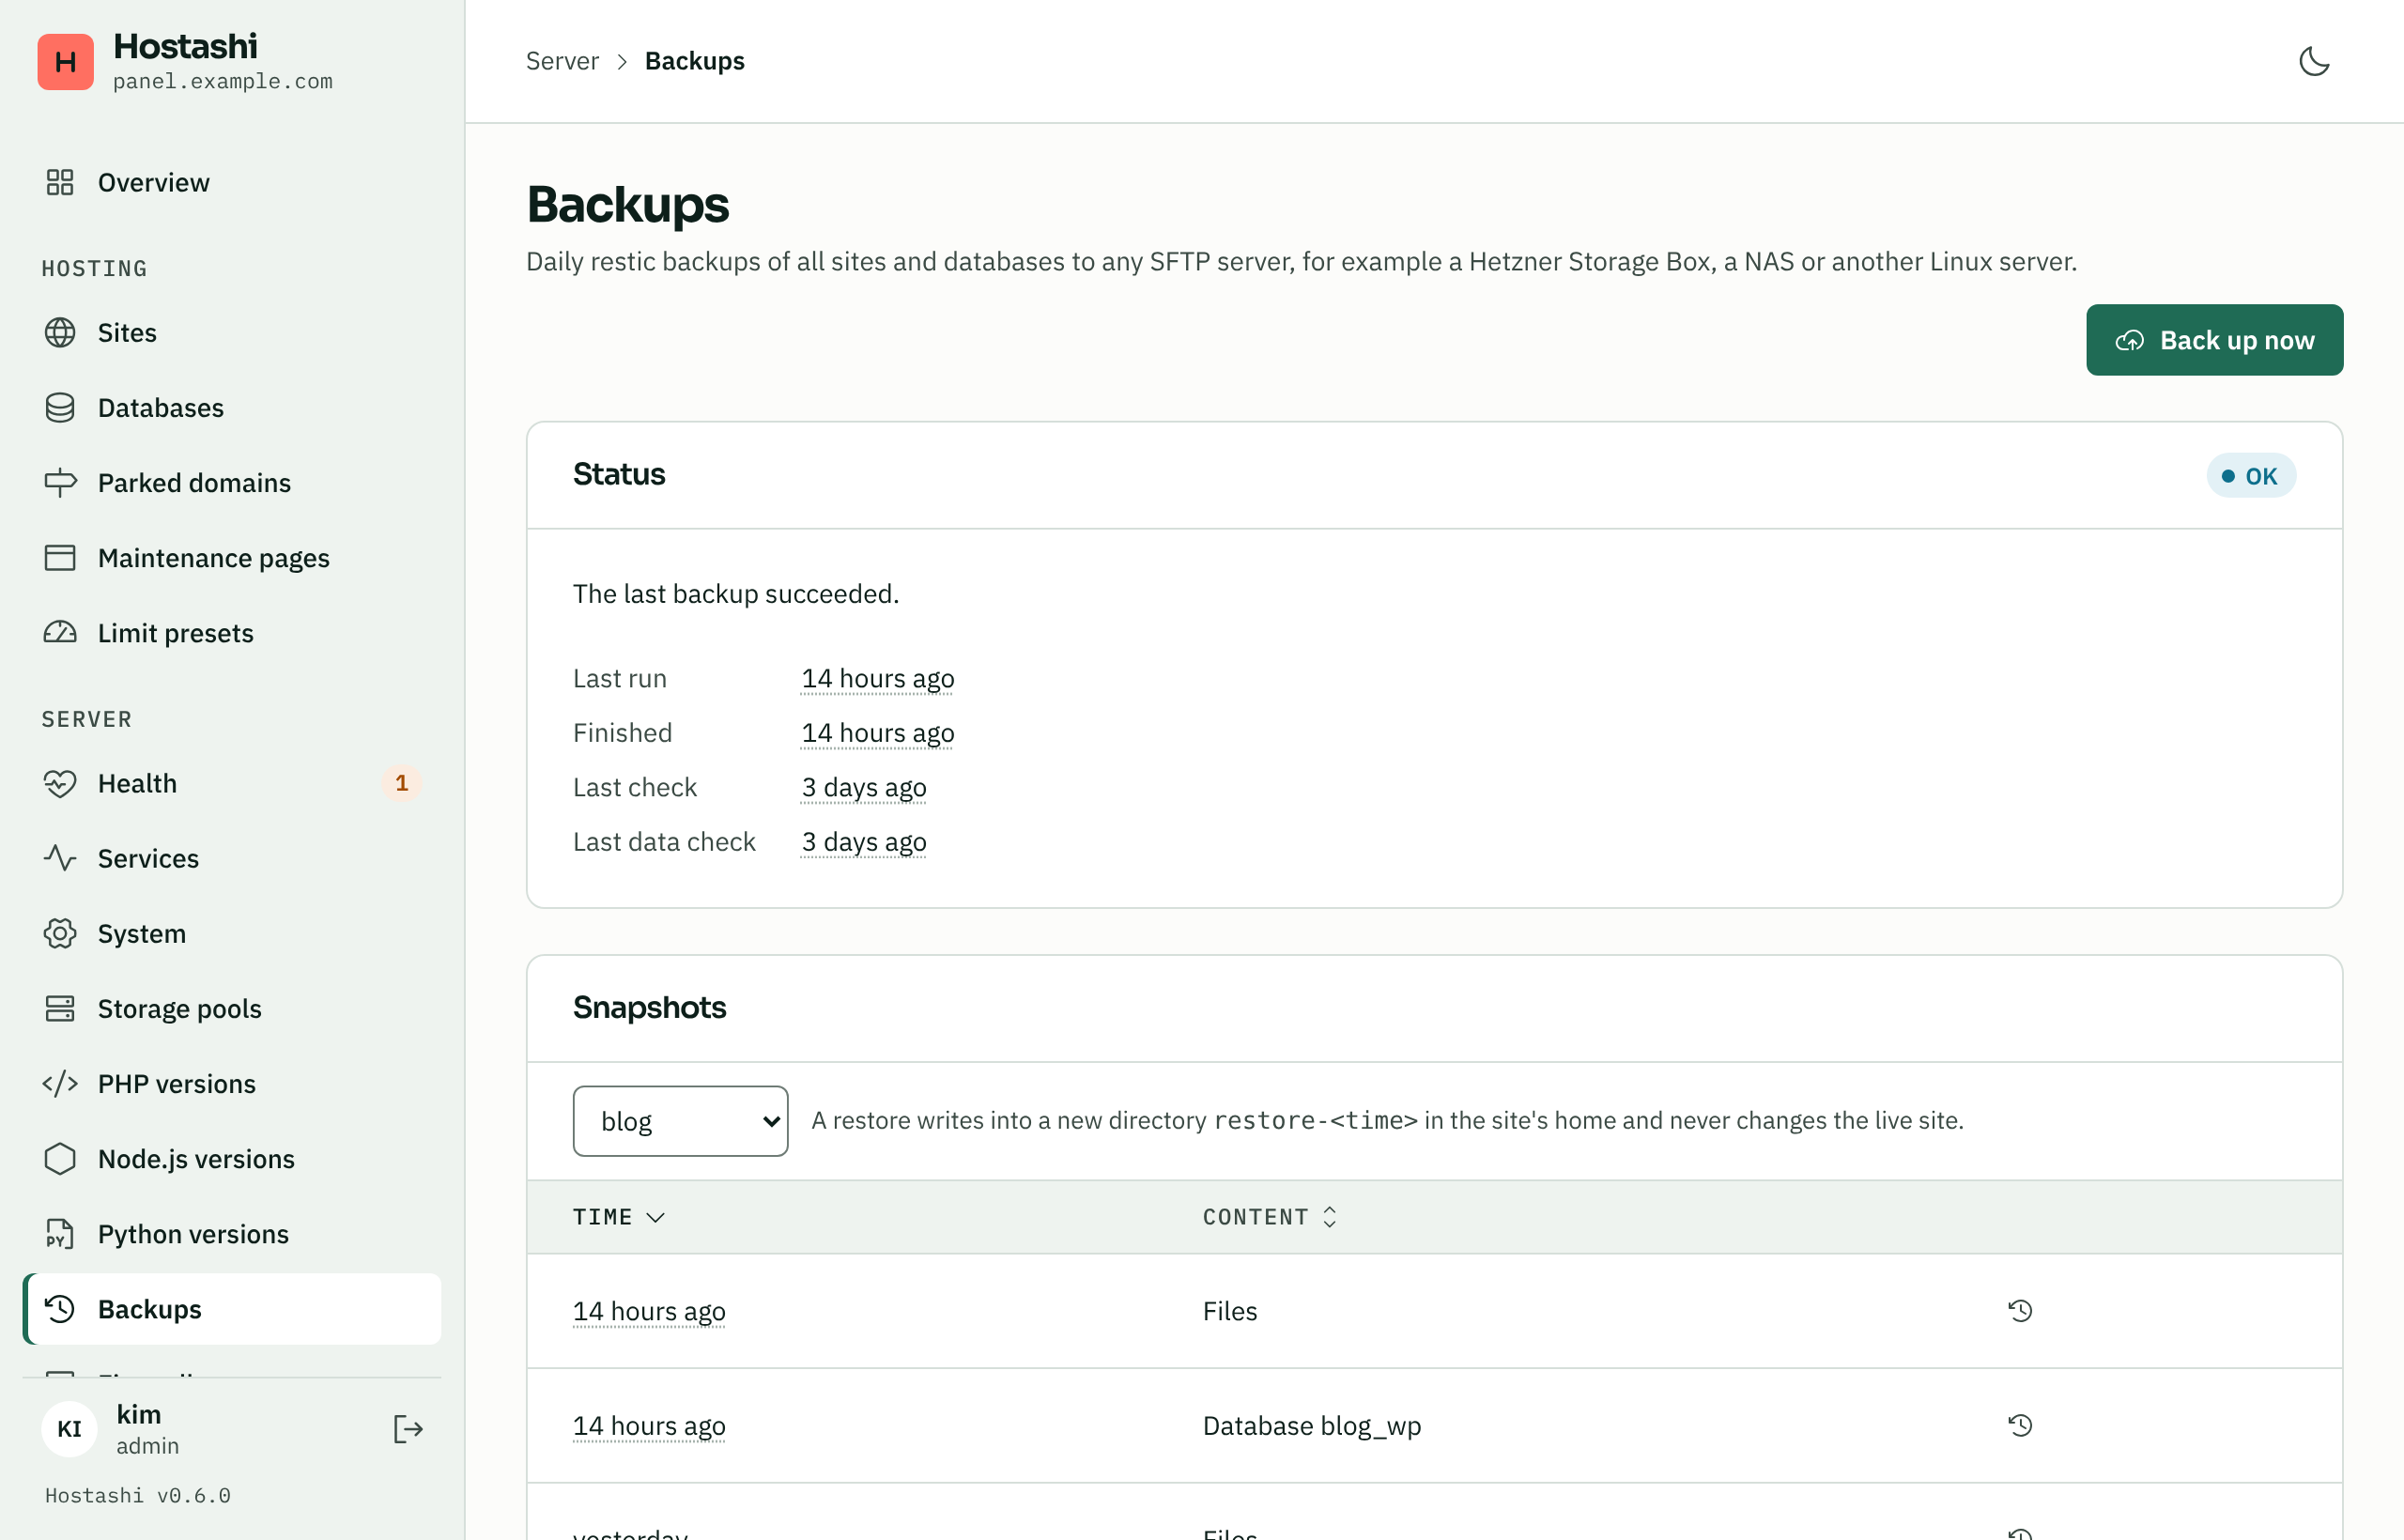 H
Hostashi
panel.example.com
Overview
HOSTING
Sites
Databases
Parked domains
Maintenance pages
Limit presets
SERVER
Health 1
Services
System
Storage pools
PHP versions
Node.js versions
PY Python versions
Backups
KI
kim
admin
Hostashi v0.6.0
Server > Backups
Backups
Daily restic backups of all sites and databases to any SFTP server, for example a Hetzner Storage Box, a NAS or another Linux server.
Back up now
Status
OK
The last backup succeeded.
Last run 14 hours ago
Finished 14 hours ago
Last check 3 days ago
Last data check 3 days ago
Snapshots
blog
A restore writes into a new directory restore-<time> in the site's home and never changes the live site.
TIME CONTENT
14 hours ago Files
14 hours ago Database blog_wp
yesterday Files